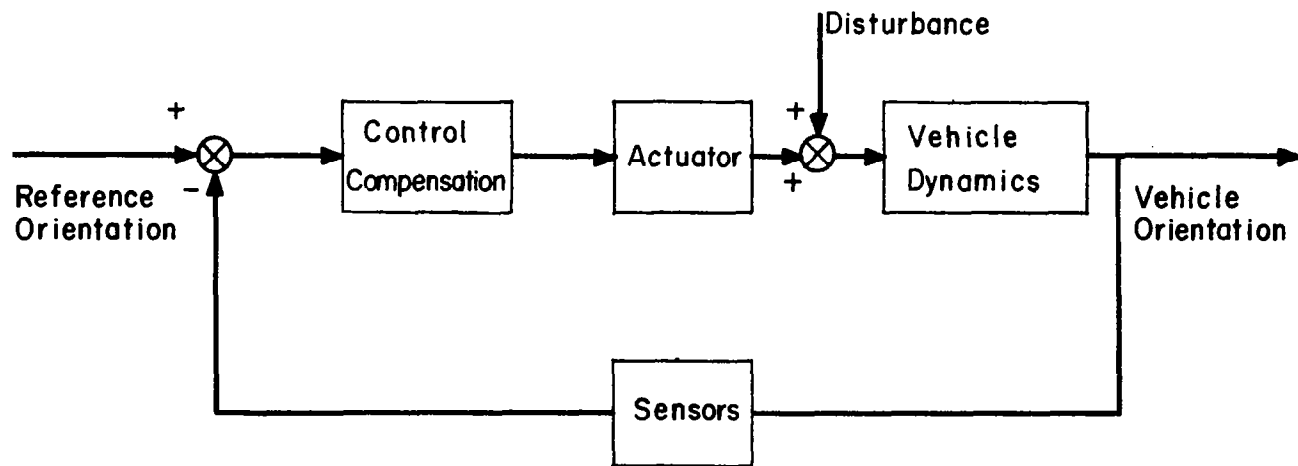 Disturbance
+
+
Control
Compensation
Actuator
+
Vehicle
Dynamics
-
Reference
Orientation
Vehicle
Orientation
Sensors